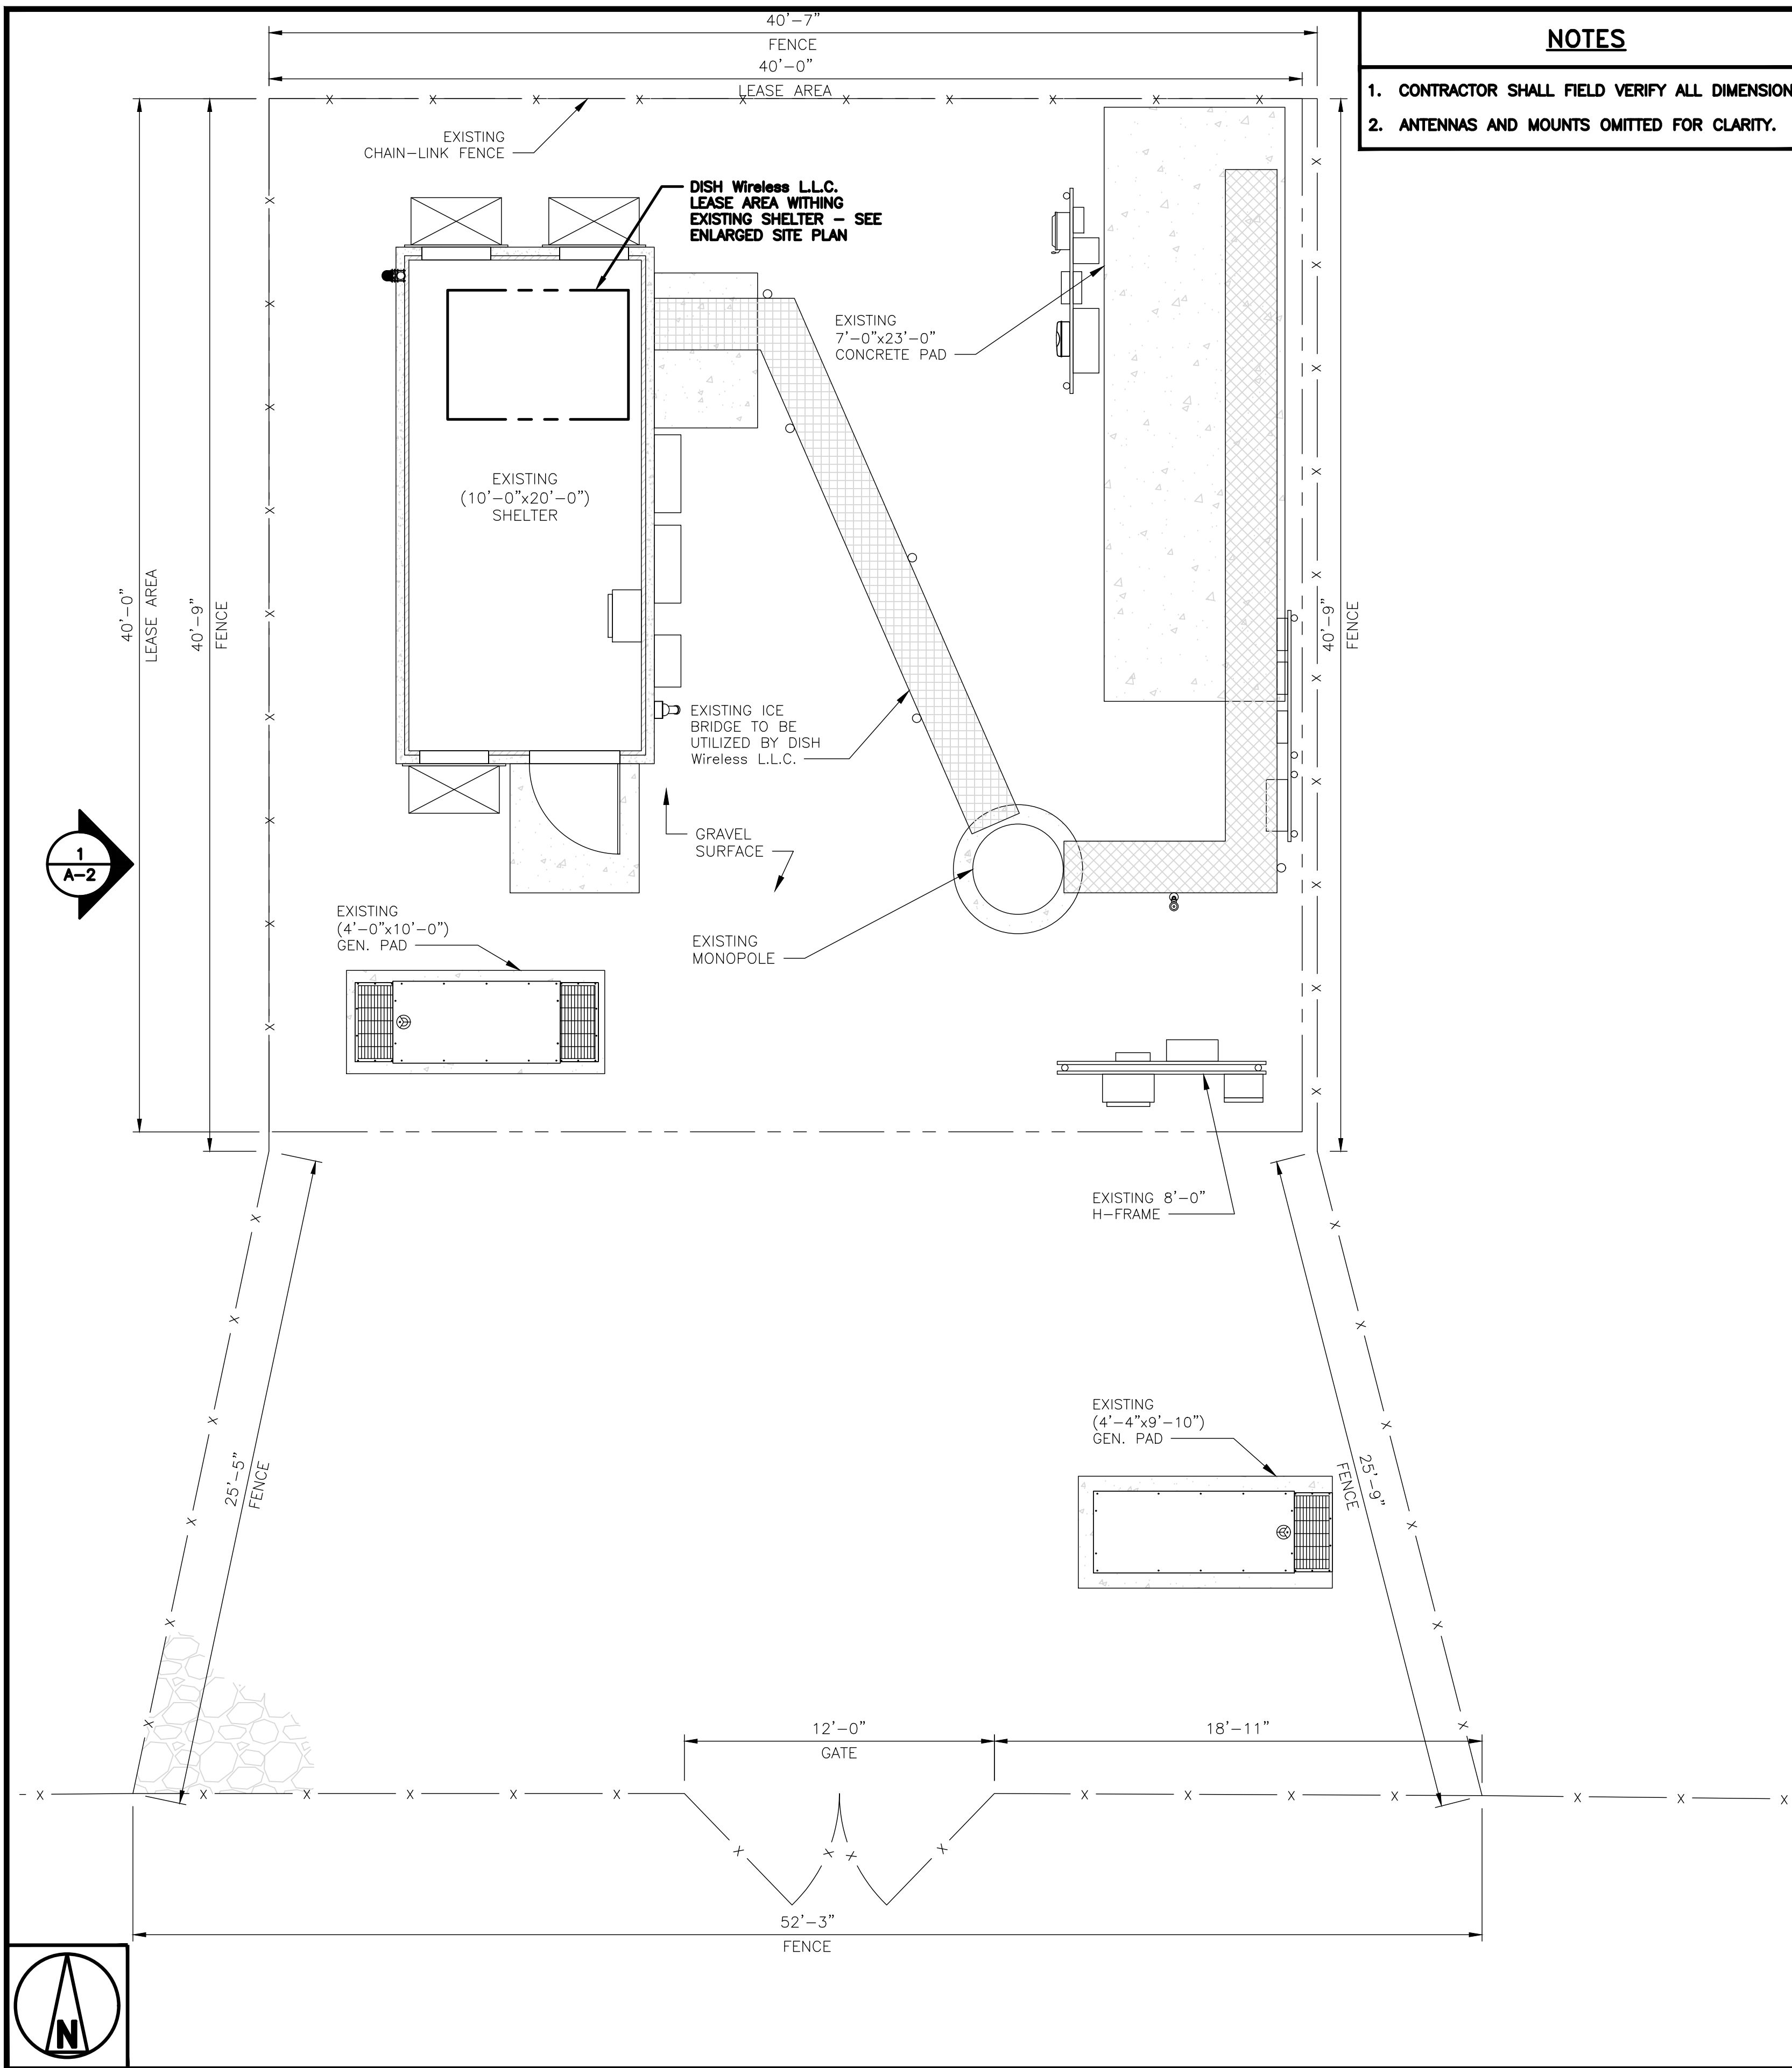 40'-7"
FENCE
40'-0"
LEASE AREA
NOTES
1. CONTRACTOR SHALL FIELD VERIFY ALL DIMENSION
2. ANTENNAS AND MOUNTS OMITTED FOR CLARITY.
EXISTING
CHAIN-LINK FENCE
DISH Wireless L.L.C.
LEASE AREA WITHING
EXISTING SHELTER - SEE
ENLARGED SITE PLAN
EXISTING
7'-0"x23'-0"
CONCRETE PAD
EXISTING
(10'-0"x20'-0")
SHELTER
40'-0"
LEASE AREA
40'-9"
FENCE
40'-9"
FENCE
EXISTING ICE
BRIDGE TO BE
UTILIZED BY DISH
Wireless L.L.C.
GRAVEL
SURFACE
1
A-2
EXISTING
(4'-0"x10'-0")
GEN. PAD
EXISTING
MONOPOLE
EXISTING 8'-0"
H-FRAME
EXISTING
(4'-4"x9'-10")
GEN. PAD
25'-5"
FENCE
25'-9"
FENCE
12'-0"
GATE
18'-11"
52'-3"
FENCE
N